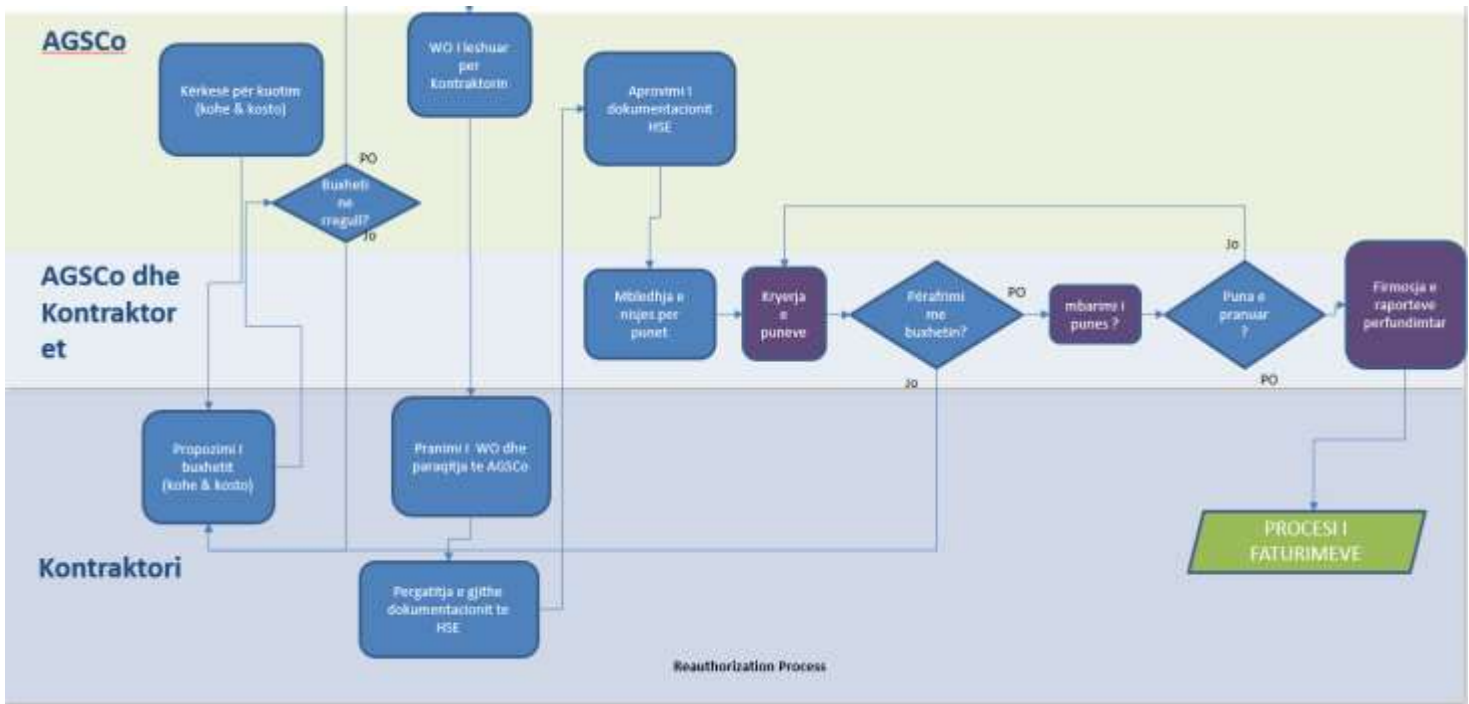 AGSCo
Kërkesë për kuotim
(kohe & kosto)
WO I leshuar
per
Kontraktorin
Aprovimi I
dokumentacionit
HSE
PO
Buxheti
ne
rregull?
Jo
AGSCo dhe
Kontraktor
et
Mbledhja e
nisjes per
punet
Kryerja
e
puneve
Përafrimi
me
buxhetin?
PO
Jo
mbarimi i
punes ?
Jo
Puna e
pranuar
?
PO
Firmosja e
raporteve
perfundimtar
Kontraktori
Propozimi I
buxhetit
(kohe & kosto)
Pranimi I WO dhe
paraqitja te AGSCo
Pergatitja e gjithe
dokumentacionit te
HSE
PROCESI I
FATURIMEVE
Reauthorization Process